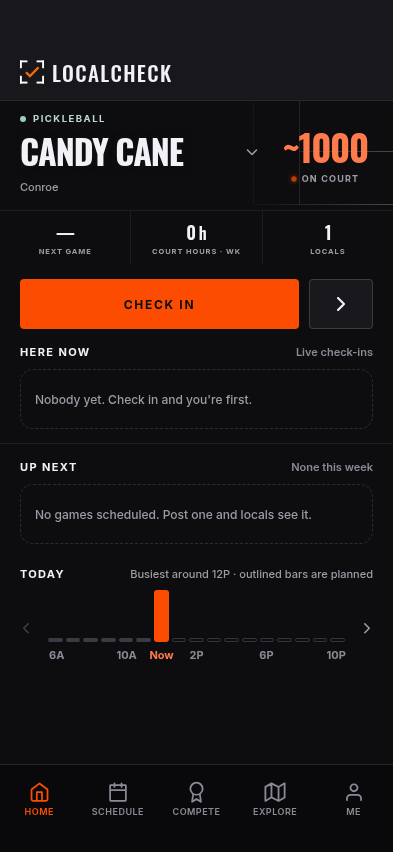 LOCALCHECK
PICKLEBALL
CANDY CANE
Conroe
~1000
ON COURT
—
NEXT GAME
0h
COURT HOURS · WK
1
LOCALS
CHECK IN
HERE NOW
Live check-ins
Nobody yet. Check in and you're first.
UP NEXT
None this week
No games scheduled. Post one and locals see it.
TODAY
Busiest around 12P · outlined bars are planned
6A 10A Now 2P 6P 10P
HOME SCHEDULE COMPETE EXPLORE ME